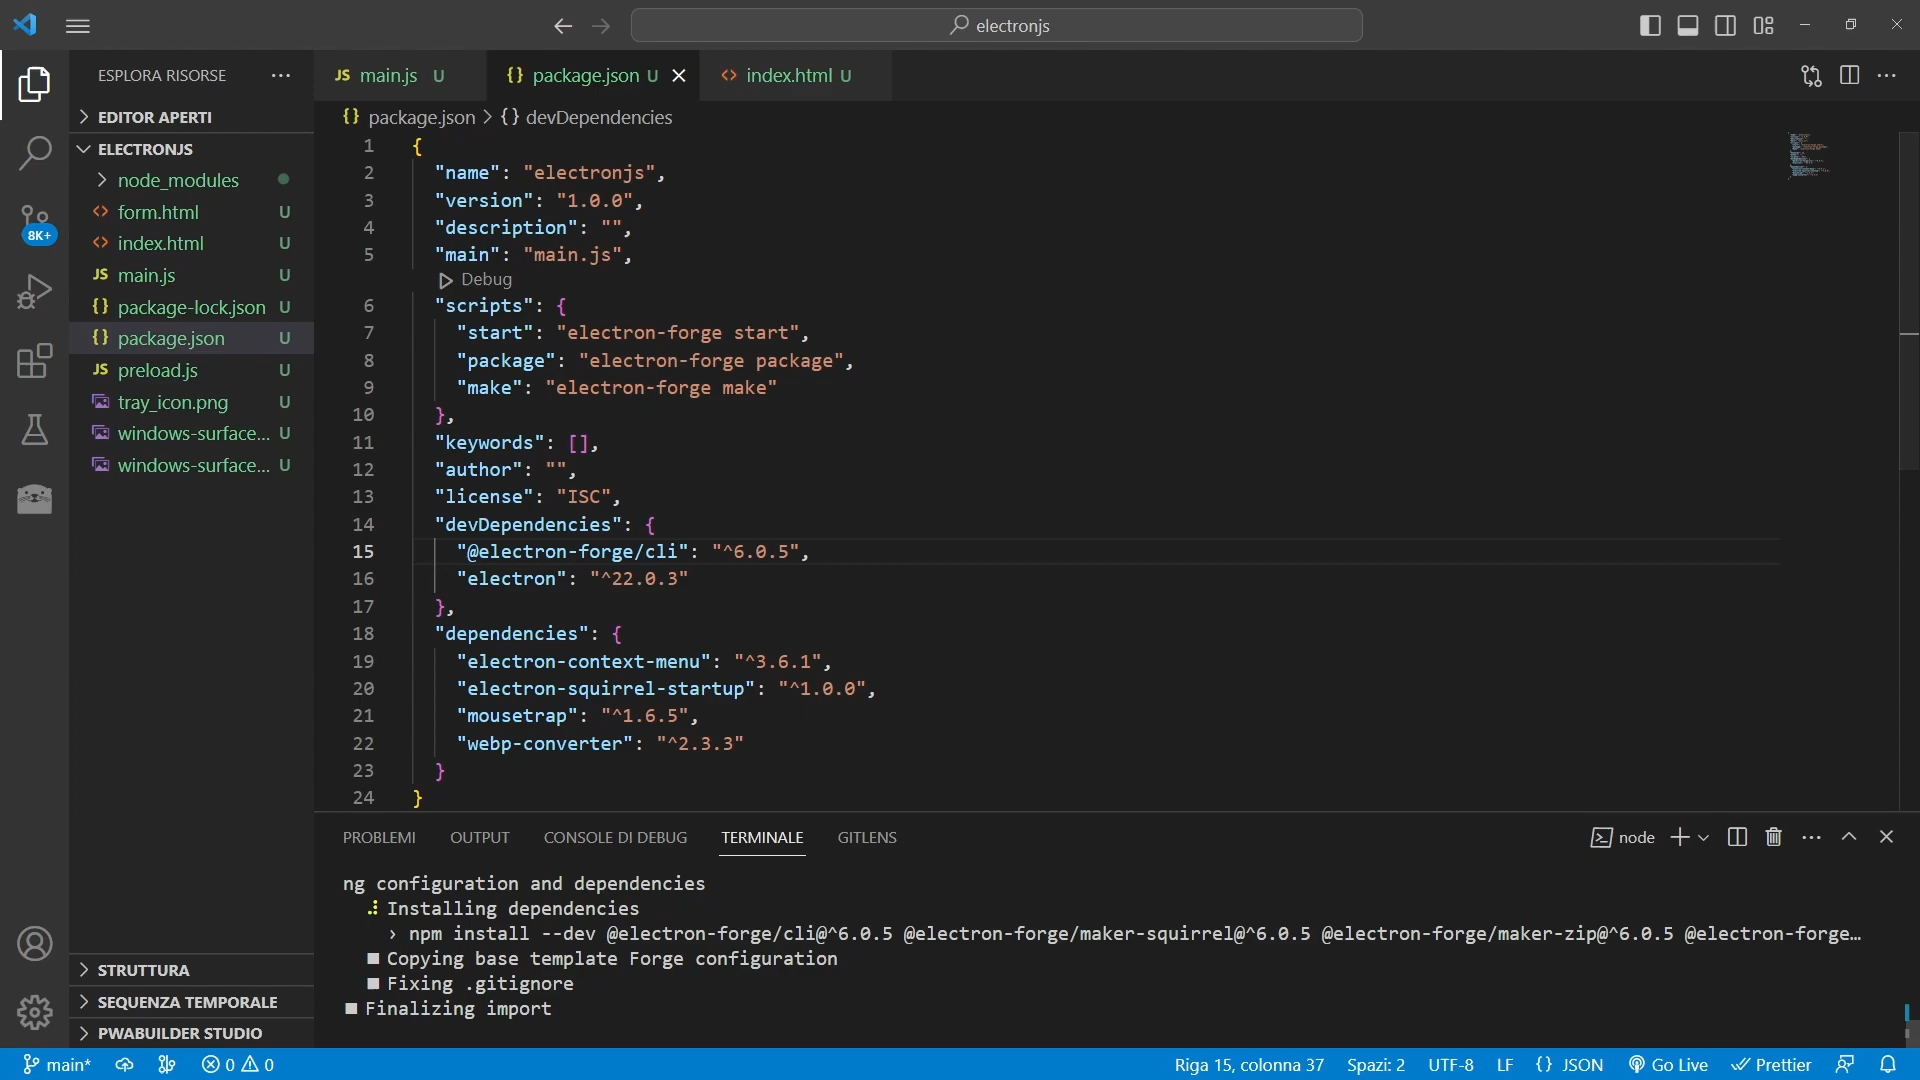 electronjs
ESPLORA RISORSE
JS main.js U
{} package.json U
<> index.html U
EDITOR APERTI
{} package.json > {} devDependencies
ELECTRONJS
node_modules
<> form.html U
<> index.html U
JS main.js U
{} package-lock.json U
{} package.json U
JS preload.js U
tray_icon.png U
windows-surface... U
windows-surface... U
8K+
STRUTTURA
SEQUENZA TEMPORALE
PWABUILDER STUDIO
1 {
2 "name": "electronjs",
3 "version": "1.0.0",
4 "description": "",
5 "main": "main.js",
Debug
6 "scripts": {
7 "start": "electron-forge start",
8 "package": "electron-forge package",
9 "make": "electron-forge make"
10 },
11 "keywords": [],
12 "author": "",
13 "license": "ISC",
14 "devDependencies": {
15 "@electron-forge/cli": "^6.0.5",
16 "electron": "^22.0.3"
17 },
18 "dependencies": {
19 "electron-context-menu": "^3.6.1",
20 "electron-squirrel-startup": "^1.0.0",
21 "mousetrap": "^1.6.5",
22 "webp-converter": "^2.3.3"
23 }
24 }
PROBLEMI OUTPUT CONSOLE DI DEBUG TERMINALE GITLENS
node
ng configuration and dependencies
Installing dependencies
› npm install --dev @electron-forge/cli@^6.0.5 @electron-forge/maker-squirrel@^6.0.5 @electron-forge/maker-zip@^6.0.5 @electron-forge…
Copying base template Forge configuration
Fixing .gitignore
Finalizing import
main* 0 0
Riga 15, colonna 37 Spazi: 2 UTF-8 LF {} JSON Go Live Prettier